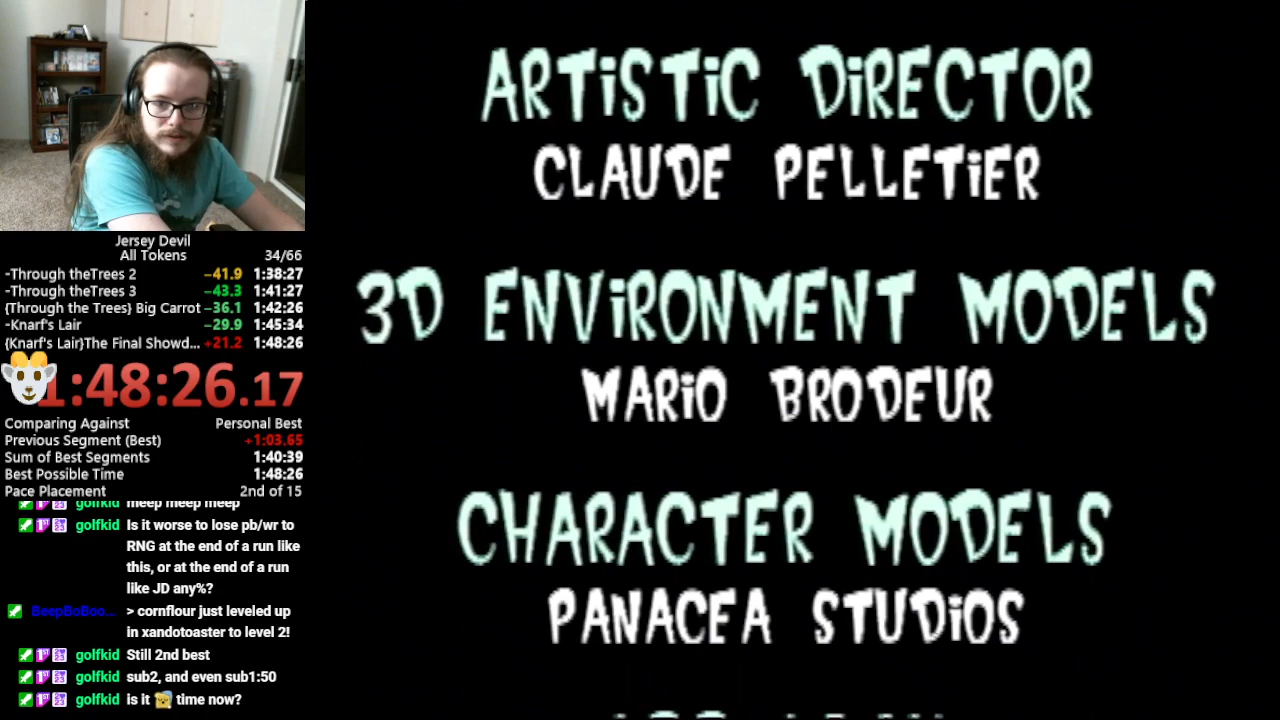 ARTiSTiC DiRECTOR
CLAUDE PELLETiER
3D ENViRONMENT MODELS
MARiO BRODEUR
CHARACTER MODELS
PANACEA STUDiOS
Jersey Devil
All Tokens 34/66
-Through theTrees 2 −41.9 1:38:27
-Through theTrees 3 −43.3 1:41:27
{Through the Trees} Big Carrot −36.1 1:42:26
-Knarf's Lair −29.9 1:45:34
{Knarf's Lair}The Final Showd... +21.2 1:48:26
1:48:26.17
Comparing Against Personal Best
Previous Segment (Best) +1:03.65
Sum of Best Segments 1:40:39
Best Possible Time 1:48:26
Pace Placement 2nd of 15
golfkid meep meep meep
golfkid Is it worse to lose pb/wr to
RNG at the end of a run like
this, or at the end of a run
like JD any%?
BeepBoBoo... > cornflour just leveled up
in xandotoaster to level 2!
golfkid Still 2nd best
golfkid sub2, and even sub1:50
golfkid is it time now?